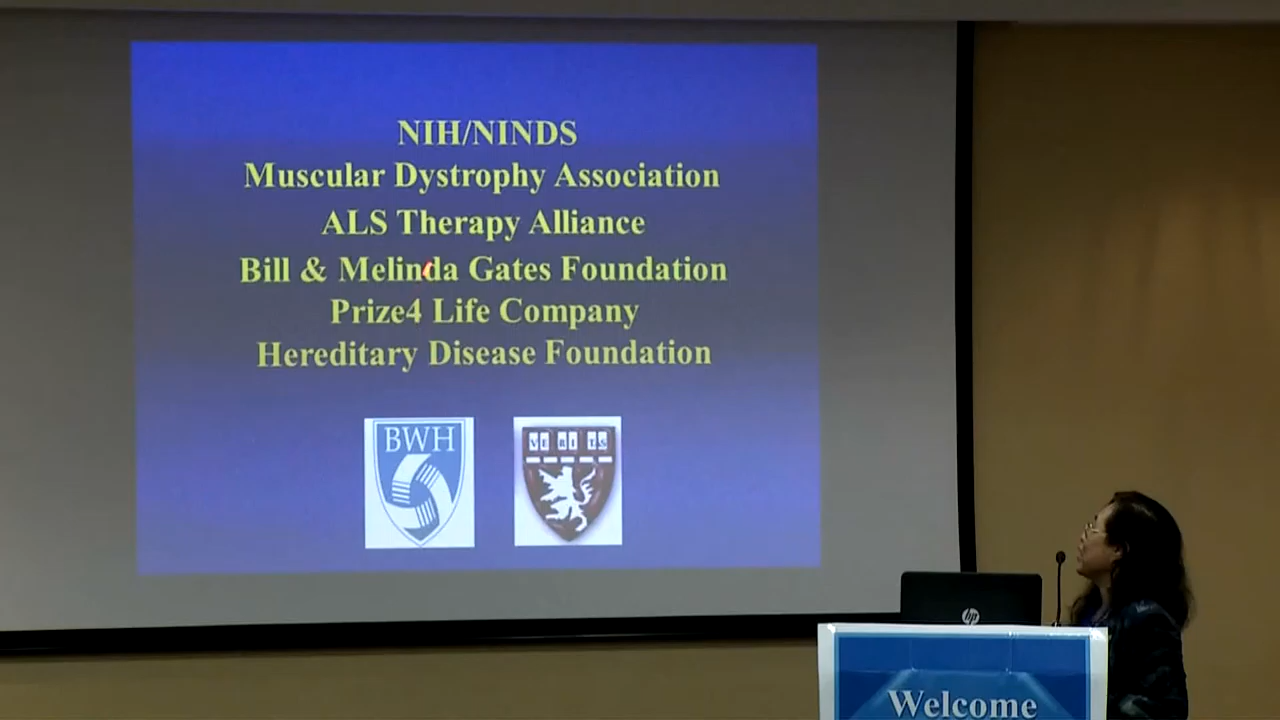 NIH/NINDS
Muscular Dystrophy Association
ALS Therapy Alliance
Bill & Melinda Gates Foundation
Prize4 Life Company
Hereditary Disease Foundation
BWH
VE RI TS
hp
Welcome